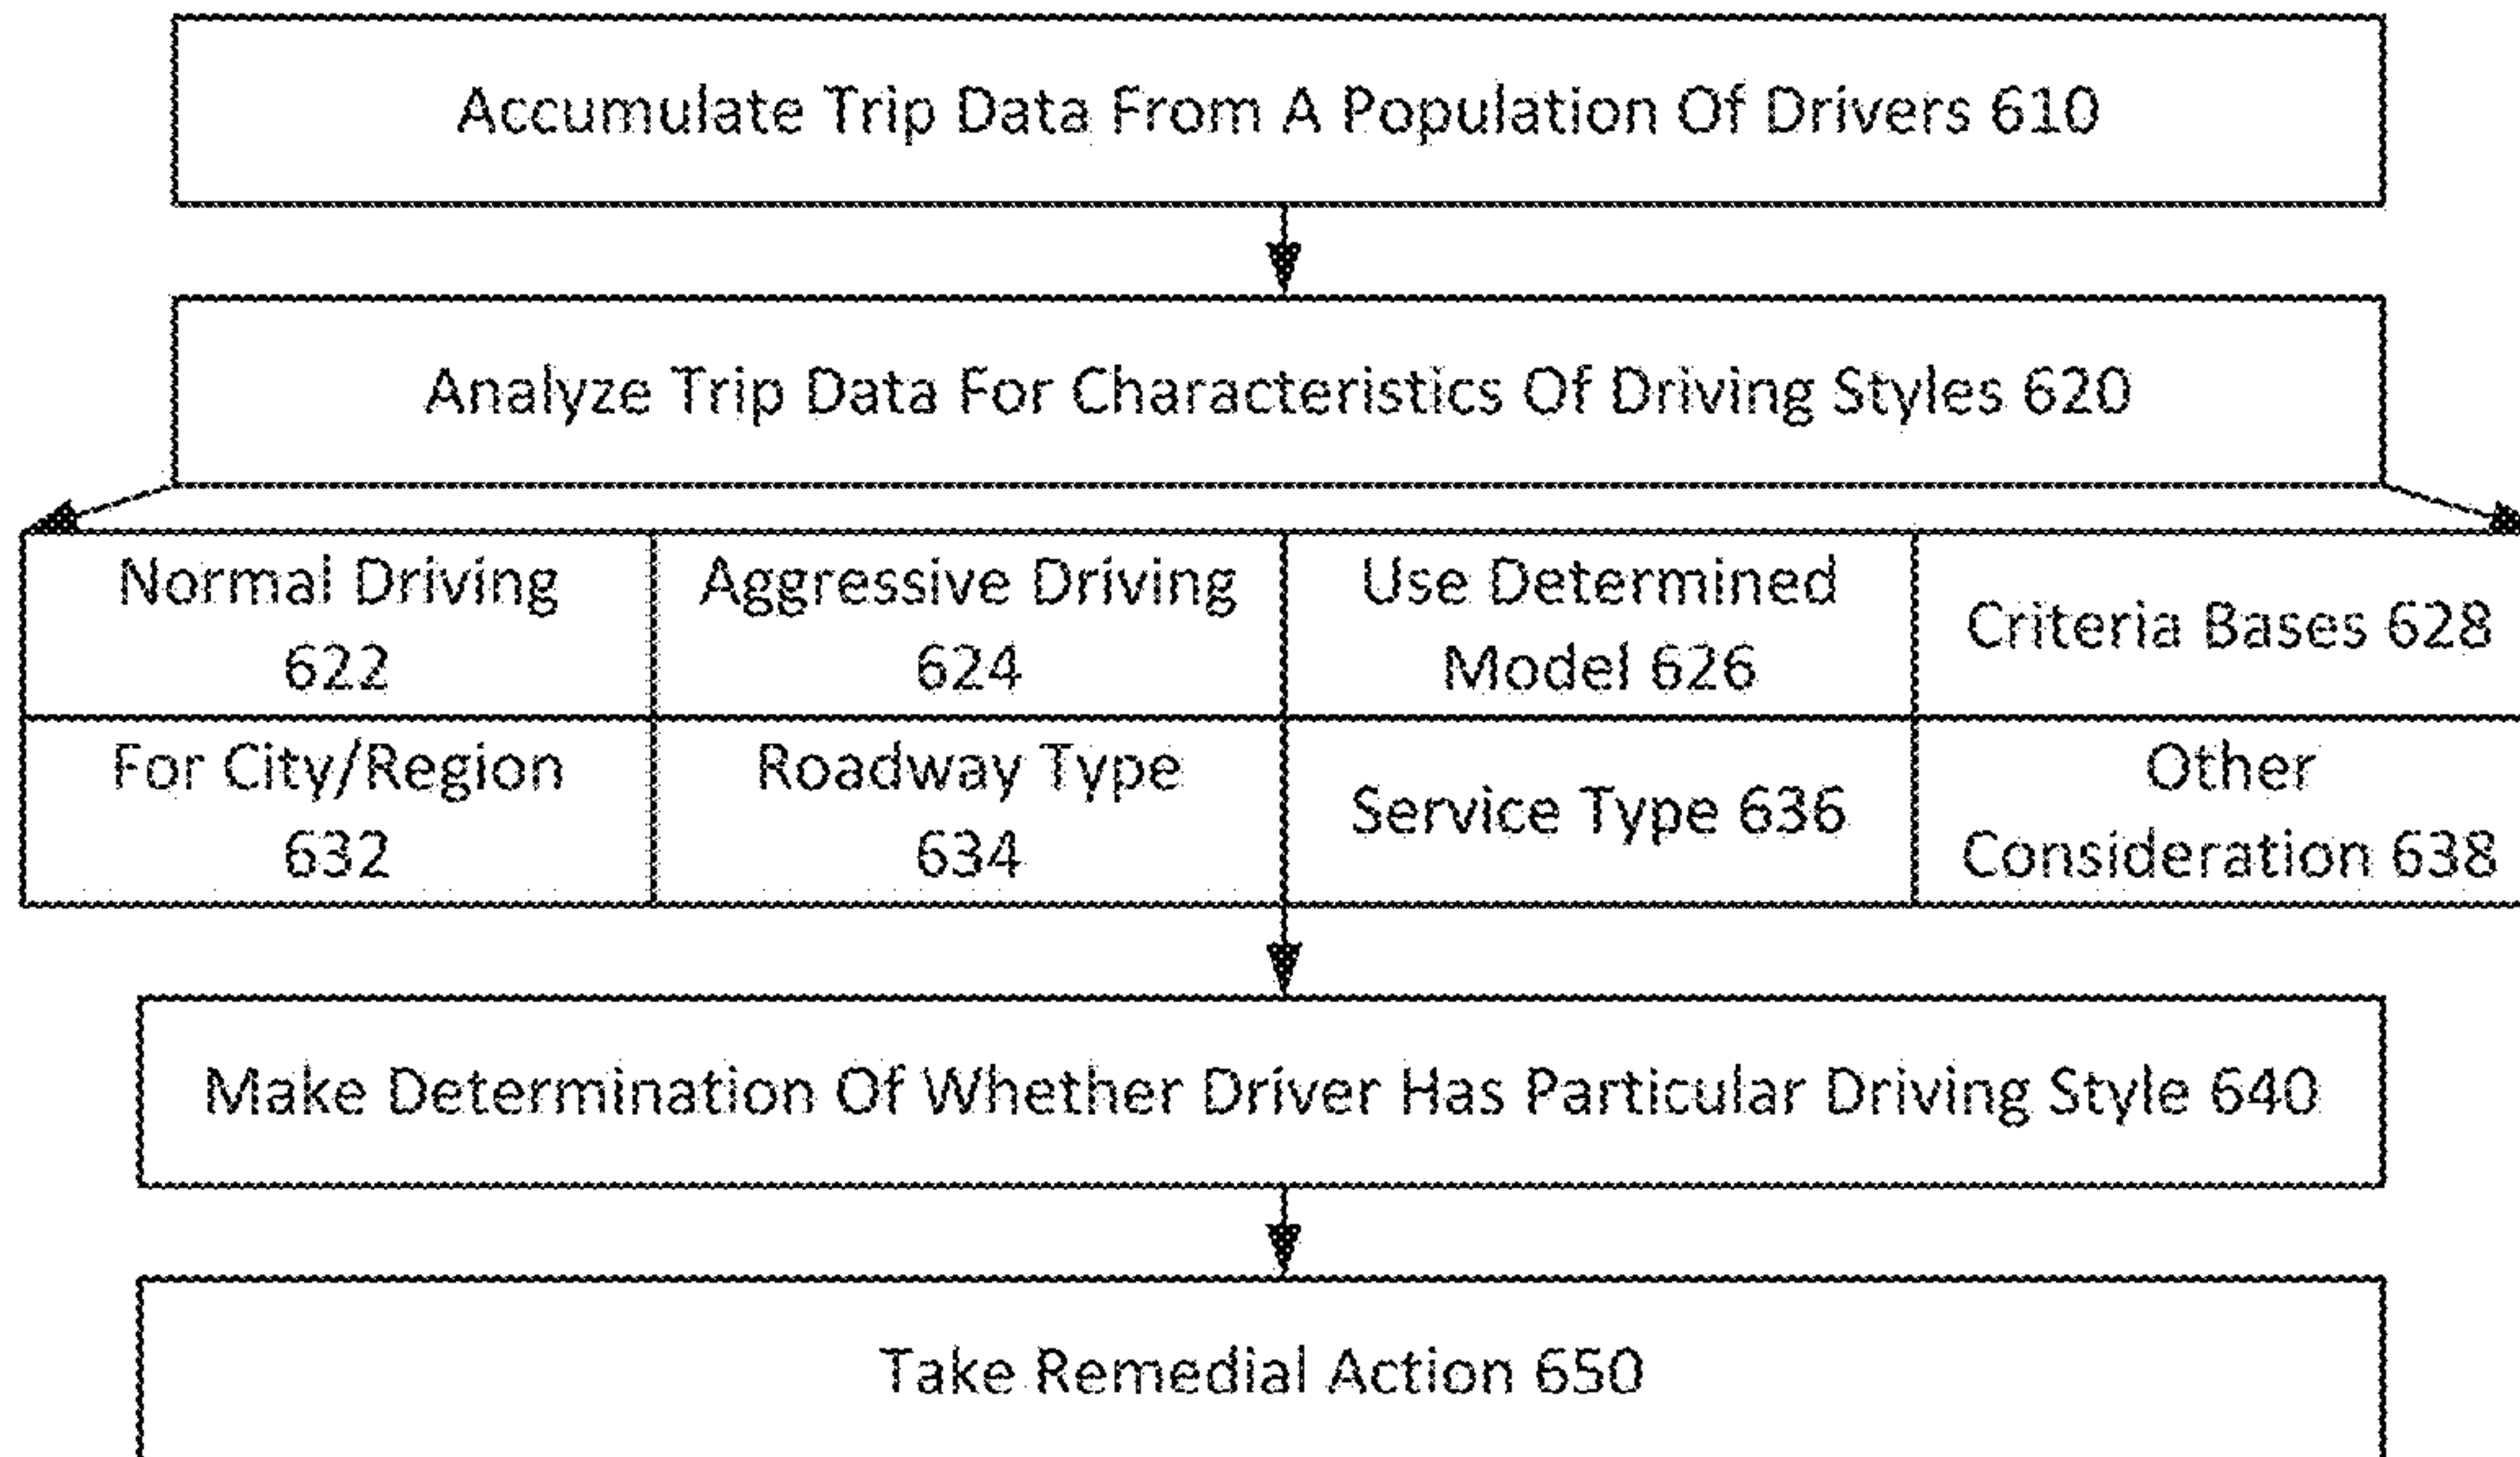 Accumulate Trip Data From A Population Of Drivers 610
Analyze Trip Data For Characteristics Of Driving Styles 620
Normal Driving
622
Aggressive Driving
624
Use Determined
Model 626
Criteria Bases 628
For City/Region
632
Roadway Type
634
Service Type 636
Other
Consideration 638
Make Determination Of Whether Driver Has Particular Driving Style 640
Take Remedial Action 650